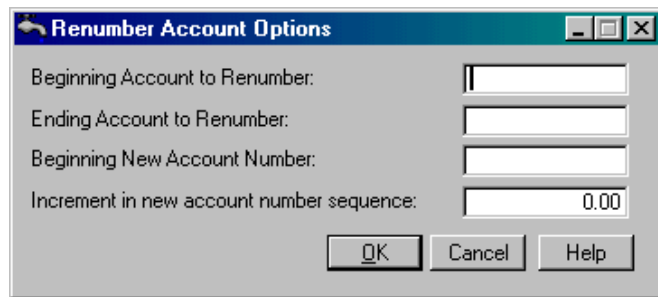 Renumber Account Options
Beginning Account to Renumber:
Ending Account to Renumber:
Beginning New Account Number:
Increment in new account number sequence: 0.00
OK Cancel Help